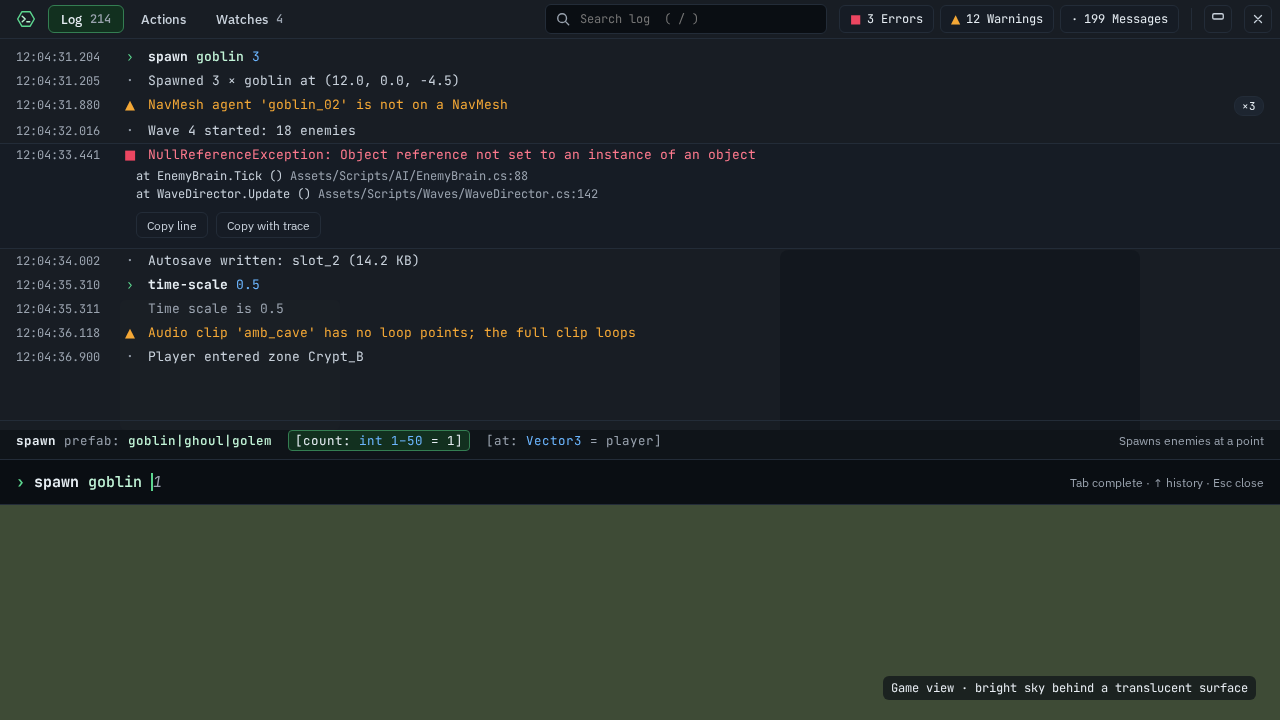 Log 214 Actions Watches 4 Search log ( / ) 3 Errors 12 Warnings · 199 Messages
12:04:31.204 › spawn goblin 3
12:04:31.205 · Spawned 3 × goblin at (12.0, 0.0, -4.5)
12:04:31.880 ▲ NavMesh agent 'goblin_02' is not on a NavMesh ×3
12:04:32.016 · Wave 4 started: 18 enemies
12:04:33.441 ■ NullReferenceException: Object reference not set to an instance of an object
at EnemyBrain.Tick () Assets/Scripts/AI/EnemyBrain.cs:88
at WaveDirector.Update () Assets/Scripts/Waves/WaveDirector.cs:142
Copy line Copy with trace
12:04:34.002 · Autosave written: slot_2 (14.2 KB)
12:04:35.310 › time-scale 0.5
12:04:35.311 Time scale is 0.5
12:04:36.118 ▲ Audio clip 'amb_cave' has no loop points; the full clip loops
12:04:36.900 · Player entered zone Crypt_B
spawn prefab: goblin|ghoul|golem [count: int 1–50 = 1] [at: Vector3 = player] Spawns enemies at a point
› spawn goblin 1 Tab complete · ↑ history · Esc close
Game view · bright sky behind a translucent surface